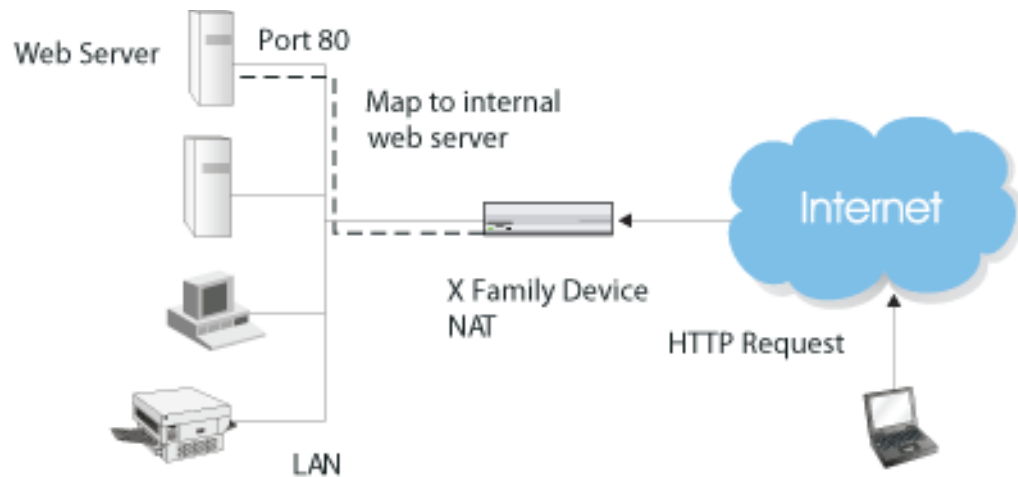 Web Server
Port 80
Map to internal
web server
Internet
X Family Device
NAT
HTTP Request
LAN